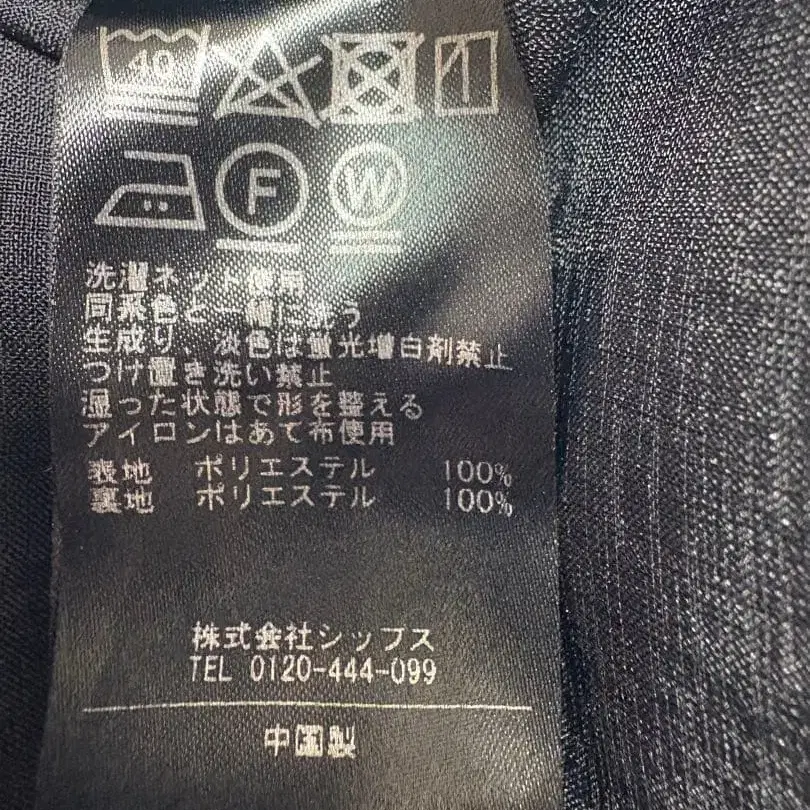 40
F W
洗濯ネット使用
同系色と一緒に洗う
生成り 淡色は蛍光増白剤禁止
つけ置き洗い禁止
湿った状態で形を整える
アイロンはあて布使用
表地 ポリエステル 100%
裏地 ポリエステル 100%
株式会社シップス
TEL 0120-444-099
中国製